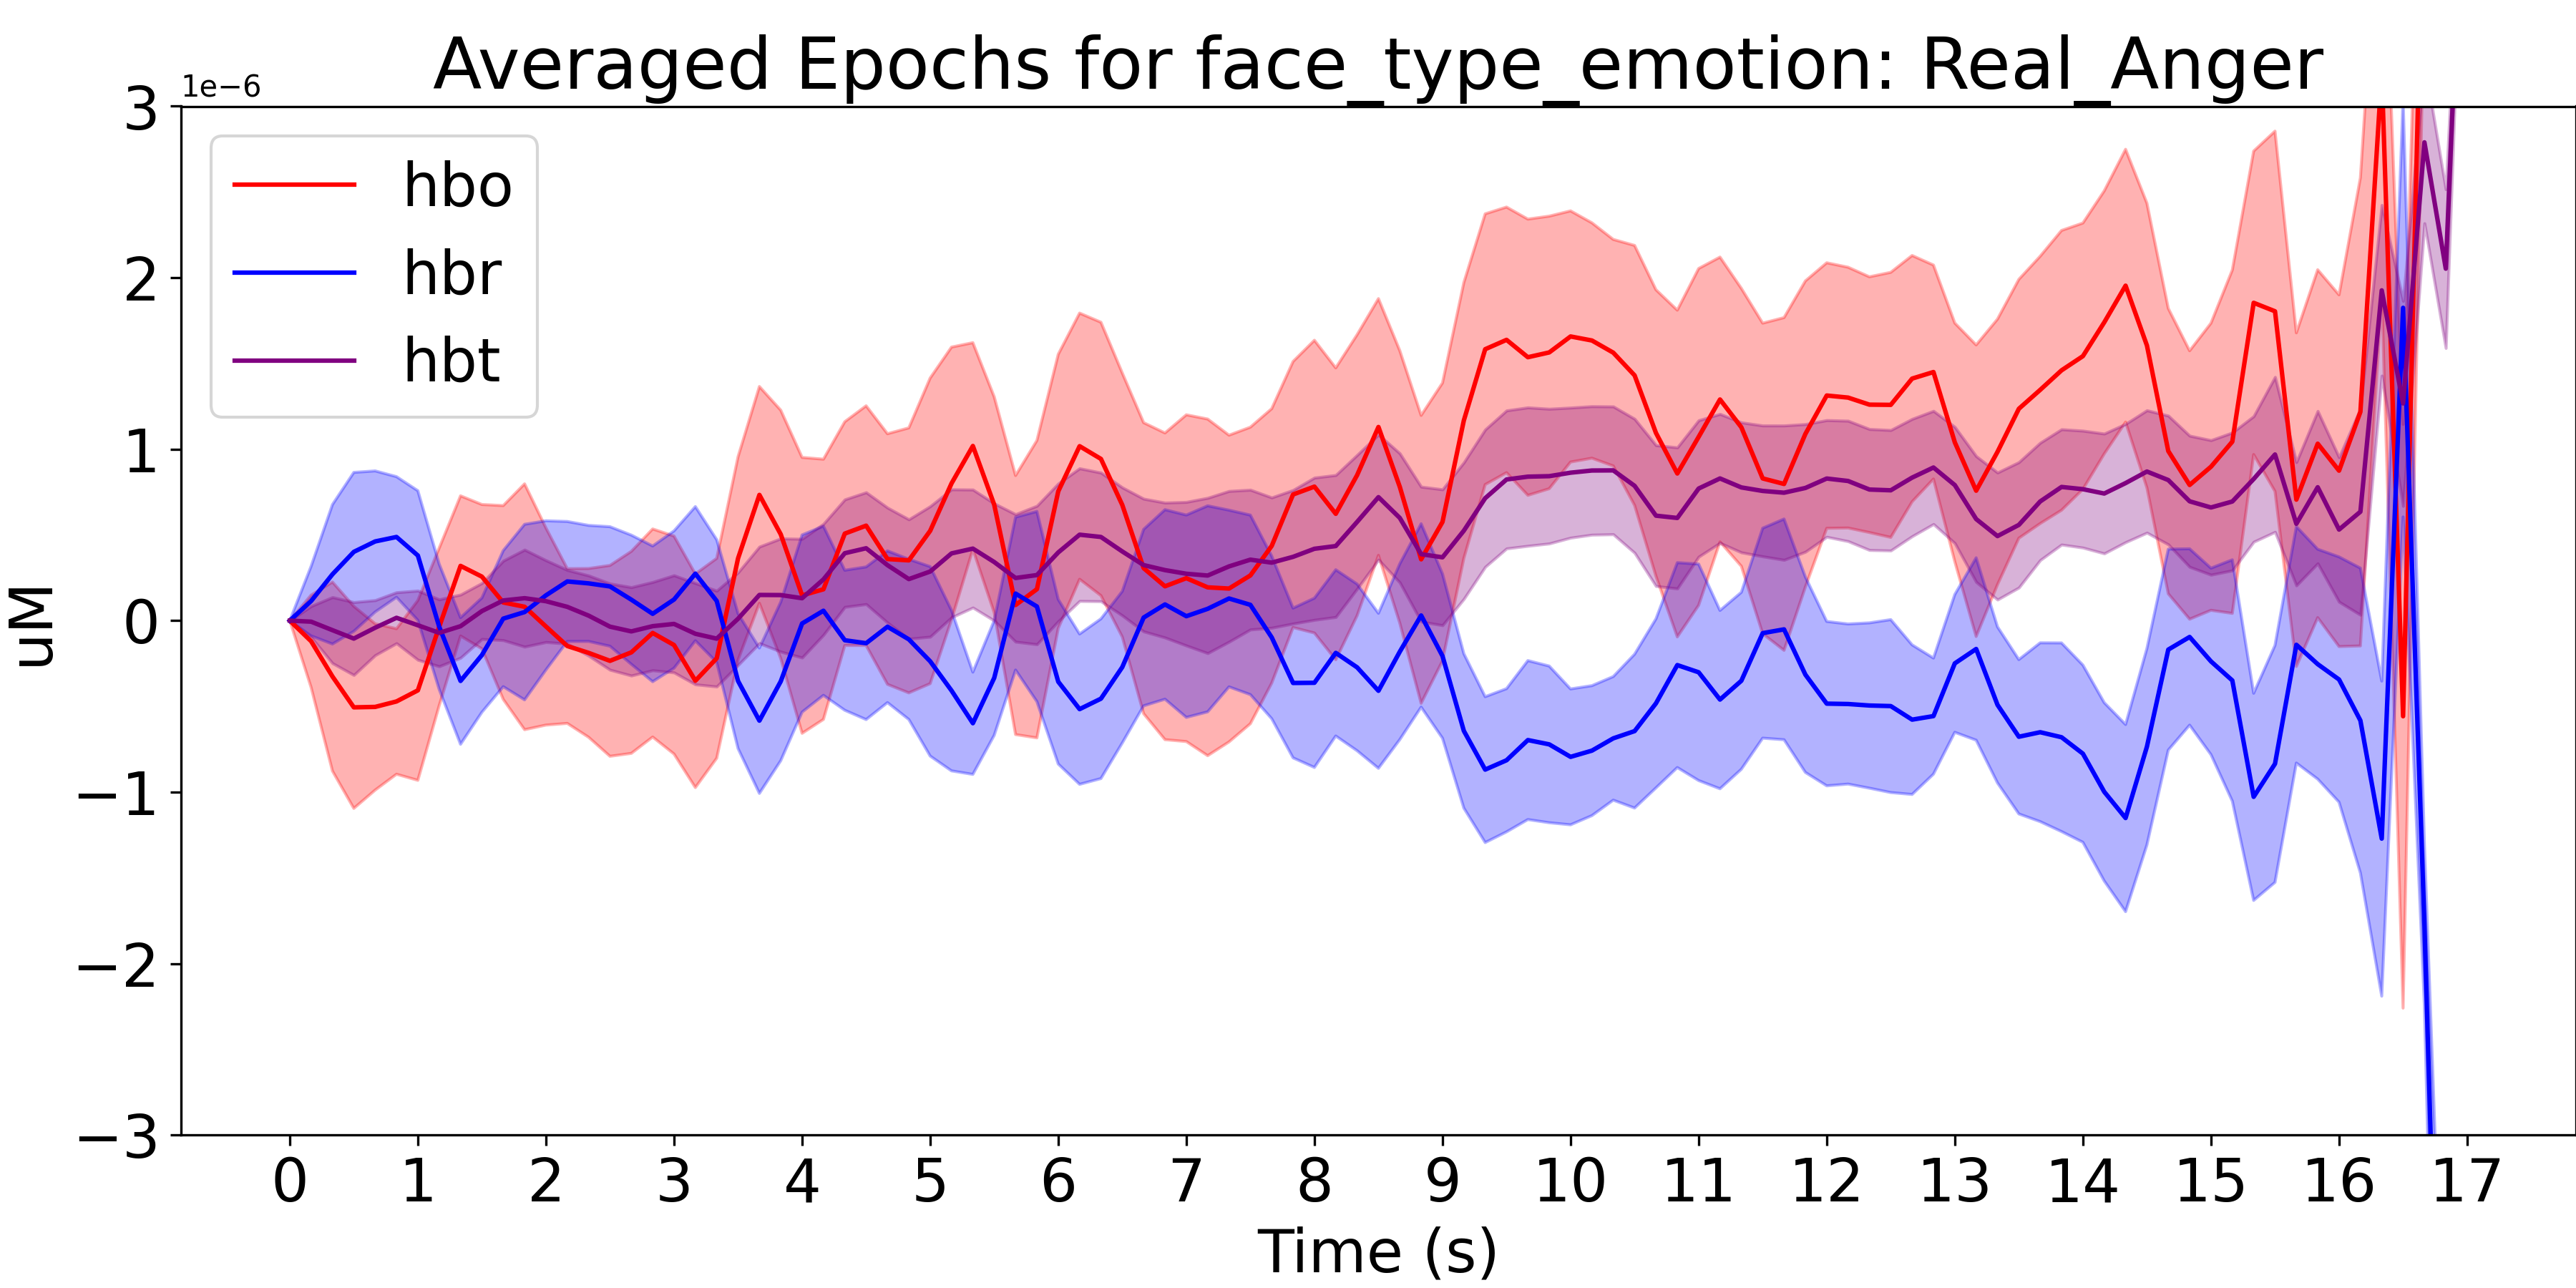 Averaged Epochs for face_type_emotion: Real_Anger
1e−6
3
2
1
0
−1
−2
−3
uM
hbo
hbr
hbt
0 1 2 3 4 5 6 7 8 9 10 11 12 13 14 15 16 17
Time (s)